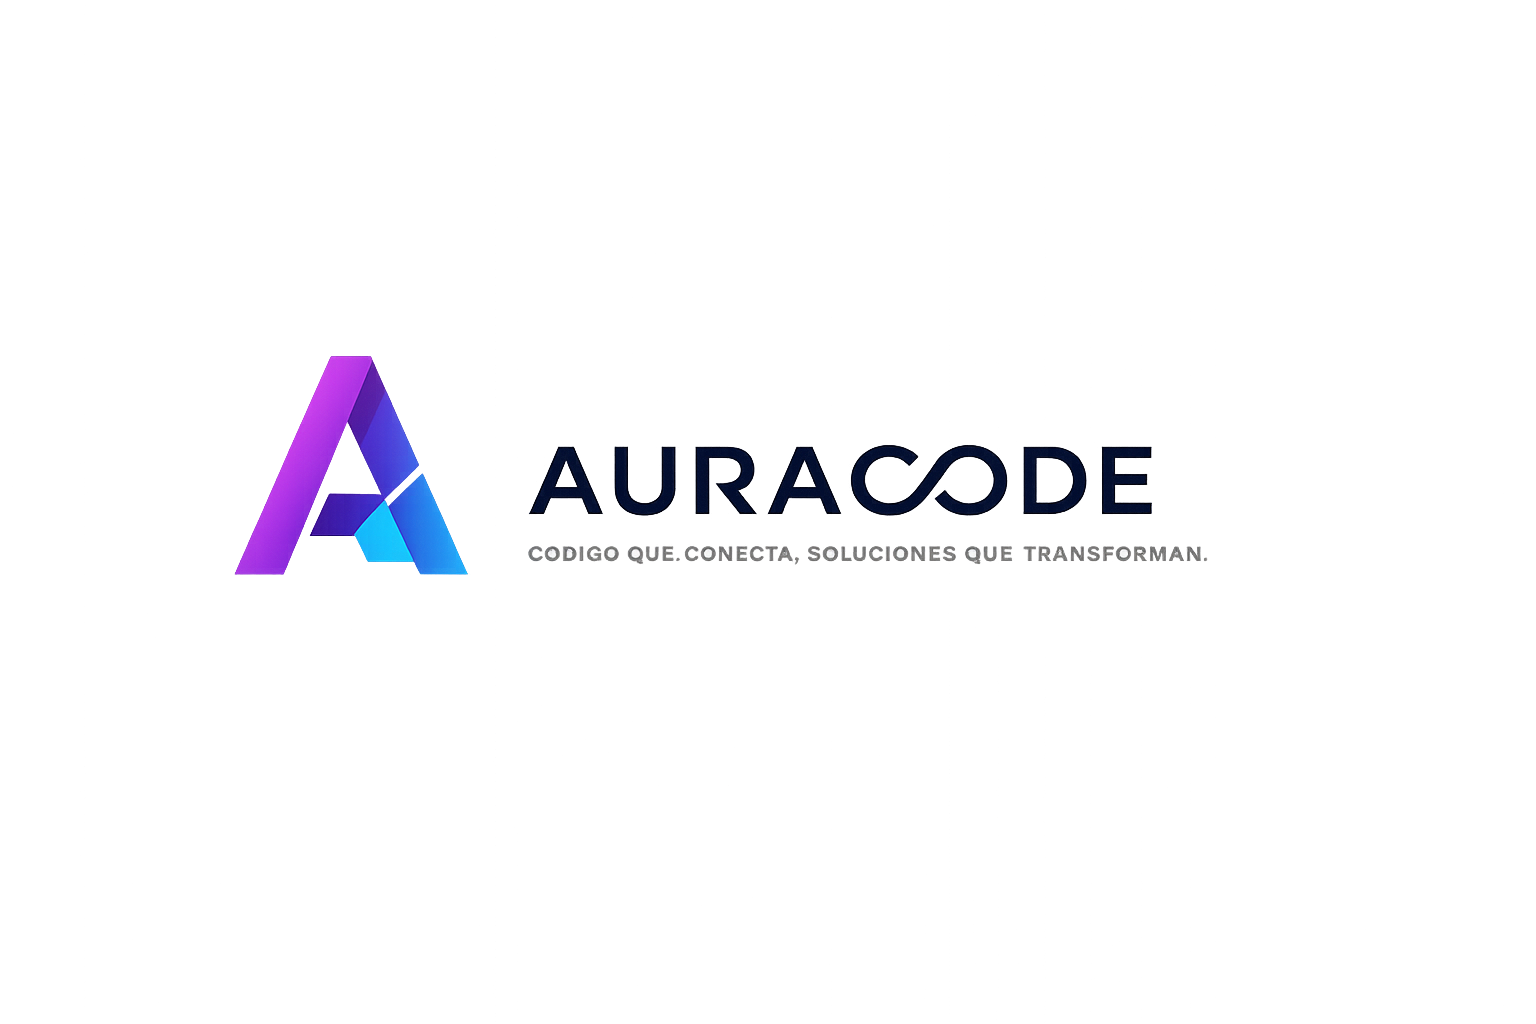 AURACODE
CODIGO QUE.CONECTA, SOLUCIONES QUE TRANSFORMAN.